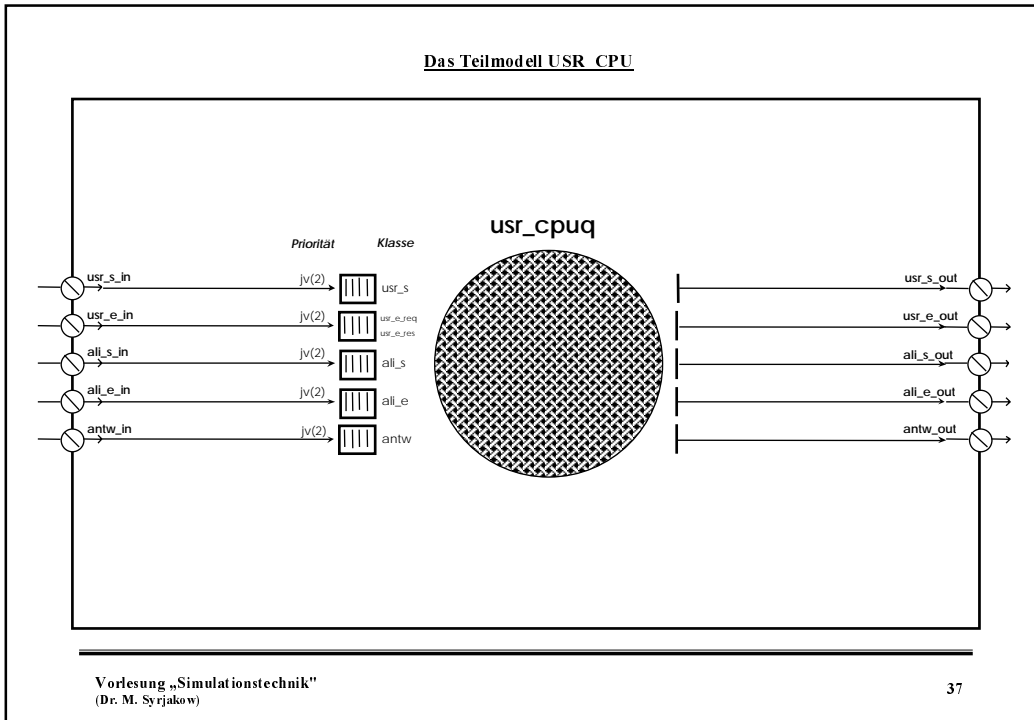 Das Teilmodell USR_CPU
usr_cpuq
Priorität Klasse
usr_s_in jv(2) usr_s usr_s_out
usr_e_in jv(2) usr_e_req usr_e_out
usr_e_res
ali_s_in jv(2) ali_s ali_s_out
ali_e_in jv(2) ali_e ali_e_out
antw_in jv(2) antw antw_out
Vorlesung „Simulationstechnik"
(Dr. M. Syrjakow)
37